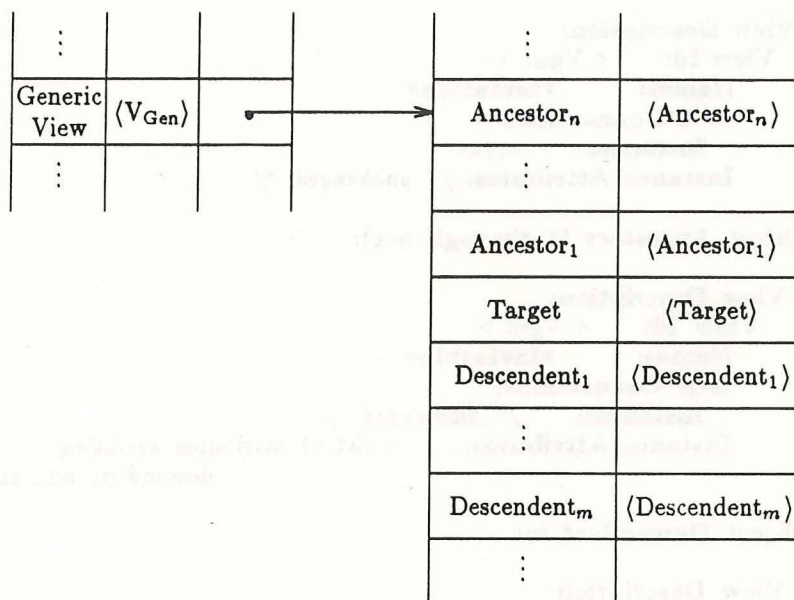 ⋮
Generic View ⟨V_Gen⟩
⋮
⋮
Ancestor_n ⟨Ancestor_n⟩
⋮
Ancestor_1 ⟨Ancestor_1⟩
Target ⟨Target⟩
Descendent_1 ⟨Descendent_1⟩
⋮
Descendent_m ⟨Descendent_m⟩
⋮